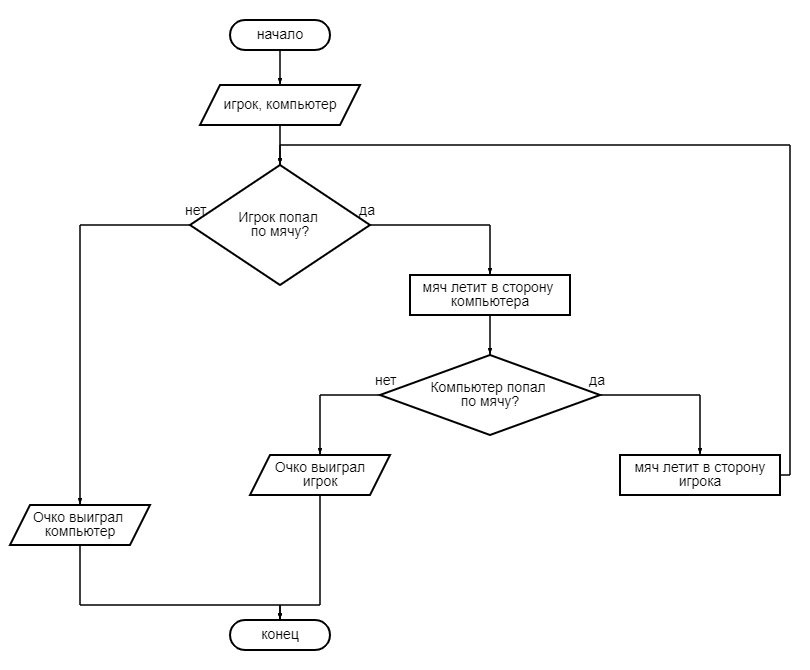 начало
игрок, компьютер
нет
да
Игрок попал
по мячу?
мяч летит в сторону
компьютера
нет
да
Компьютер попал
по мячу?
Очко выиграл
игрок
мяч летит в сторону
игрока
Очко выиграл
компьютер
конец